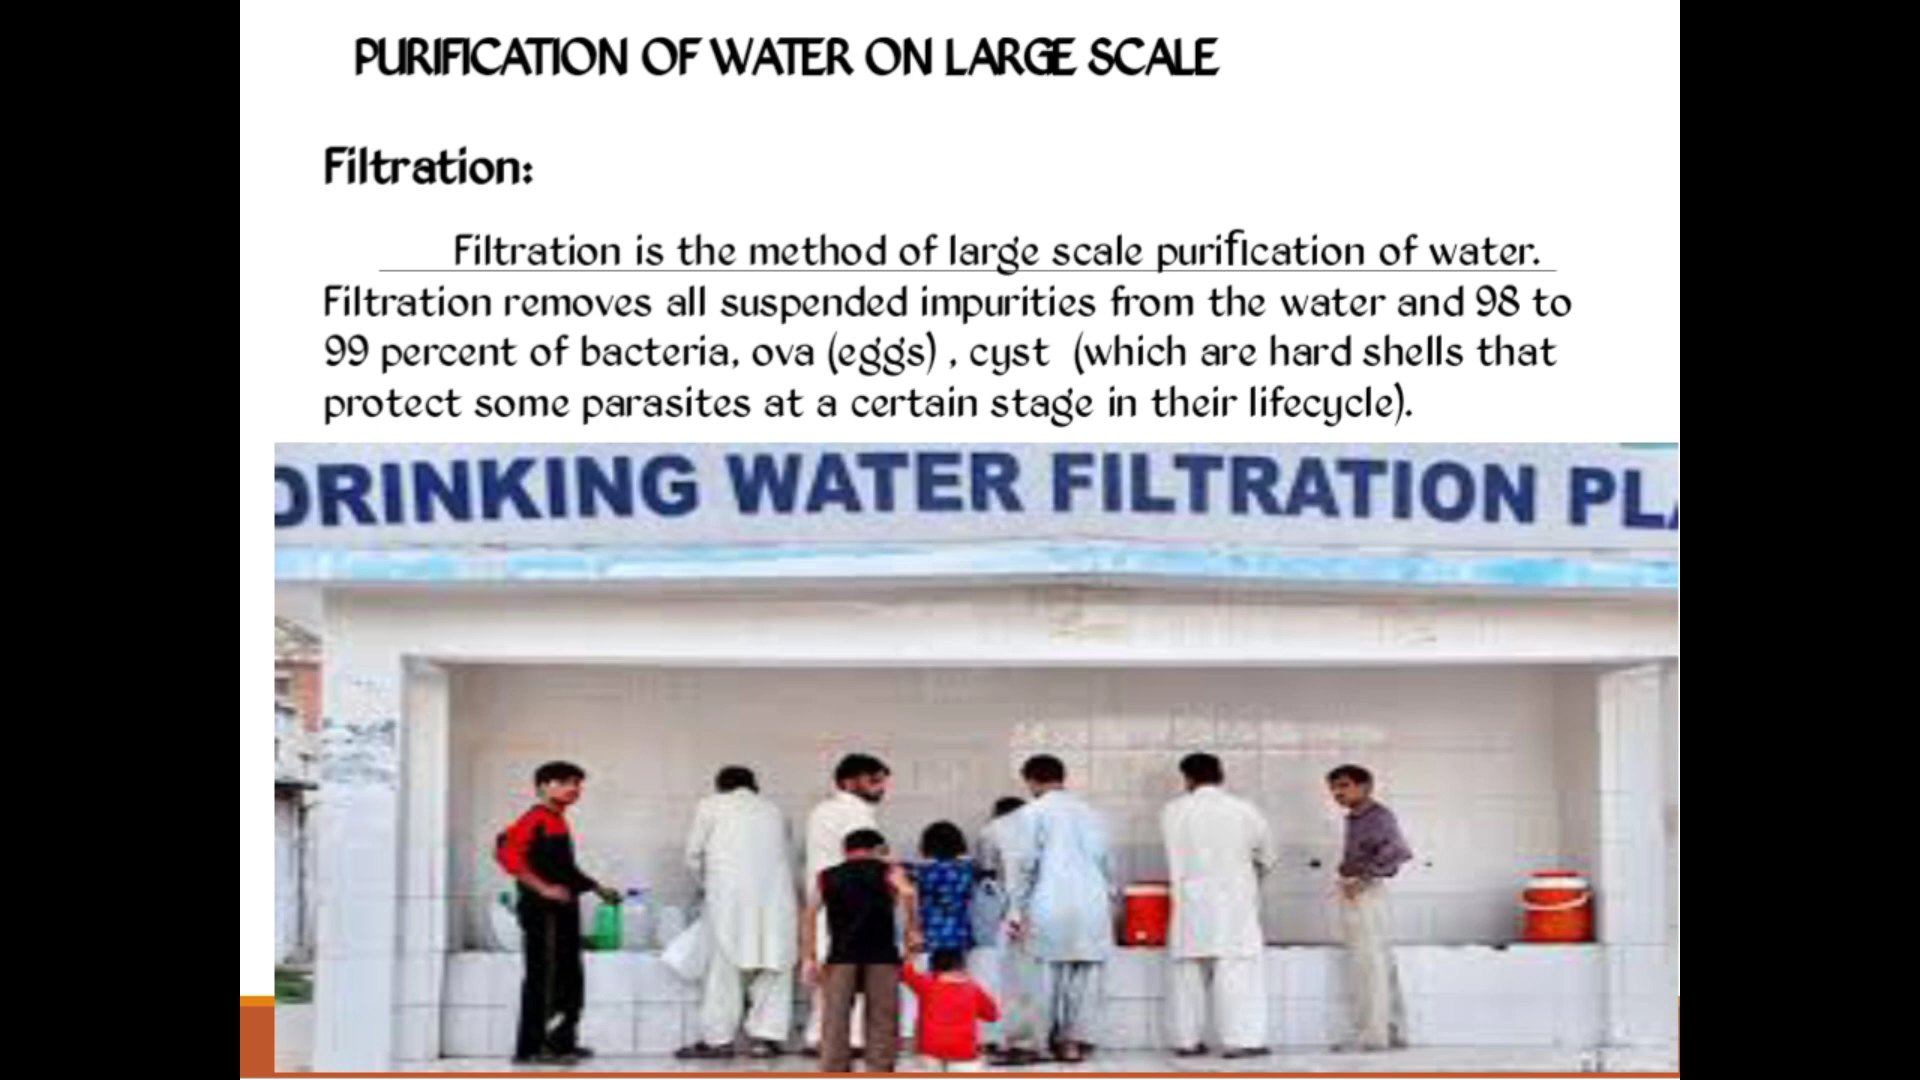 PURIFICATION OF WATER ON LARGE SCALE
Filtration:
Filtration is the method of large scale purification of water.
Filtration removes all suspended impurities from the water and 98 to
99 percent of bacteria, ova (eggs) , cyst (which are hard shells that
protect some parasites at a certain stage in their lifecycle).
DRINKING WATER FILTRATION PLA